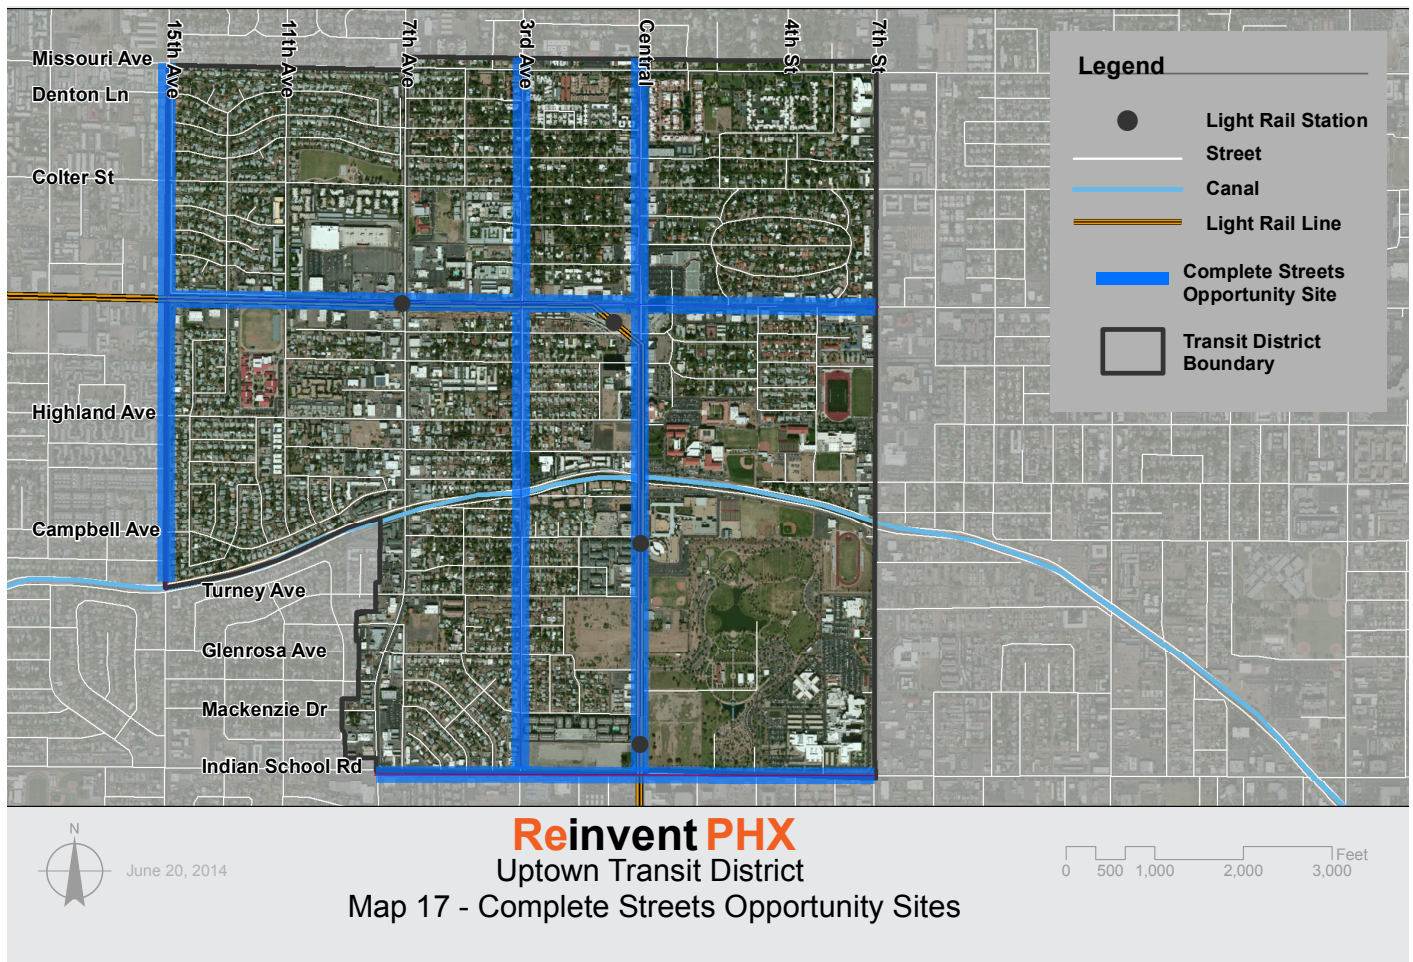 15th Ave
11th Ave
7th Ave
3rd Ave
Central
4th St
7th St
Missouri Ave
Denton Ln
Colter St
Highland Ave
Campbell Ave
Turney Ave
Glenrosa Ave
Mackenzie Dr
Indian School Rd
Legend
Light Rail Station
Street
Canal
Light Rail Line
Complete Streets
Opportunity Site
Transit District
Boundary
N
June 20, 2014
Reinvent PHX
Uptown Transit District
Map 17 - Complete Streets Opportunity Sites
Feet
0 500 1,000 2,000 3,000